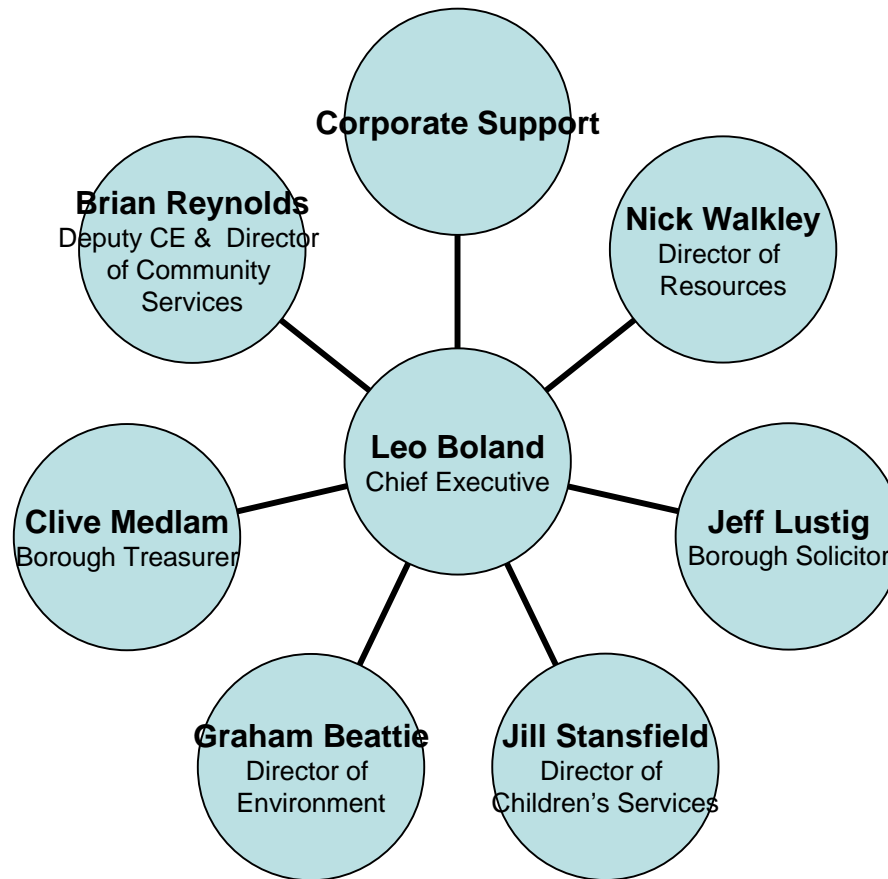 Corporate Support
Brian Reynolds
Deputy CE & Director
of Community
Services
Nick Walkley
Director of
Resources
Leo Boland
Chief Executive
Clive Medlam
Borough Treasurer
Jeff Lustig
Borough Solicitor
Graham Beattie
Director of
Environment
Jill Stansfield
Director of
Children’s Services